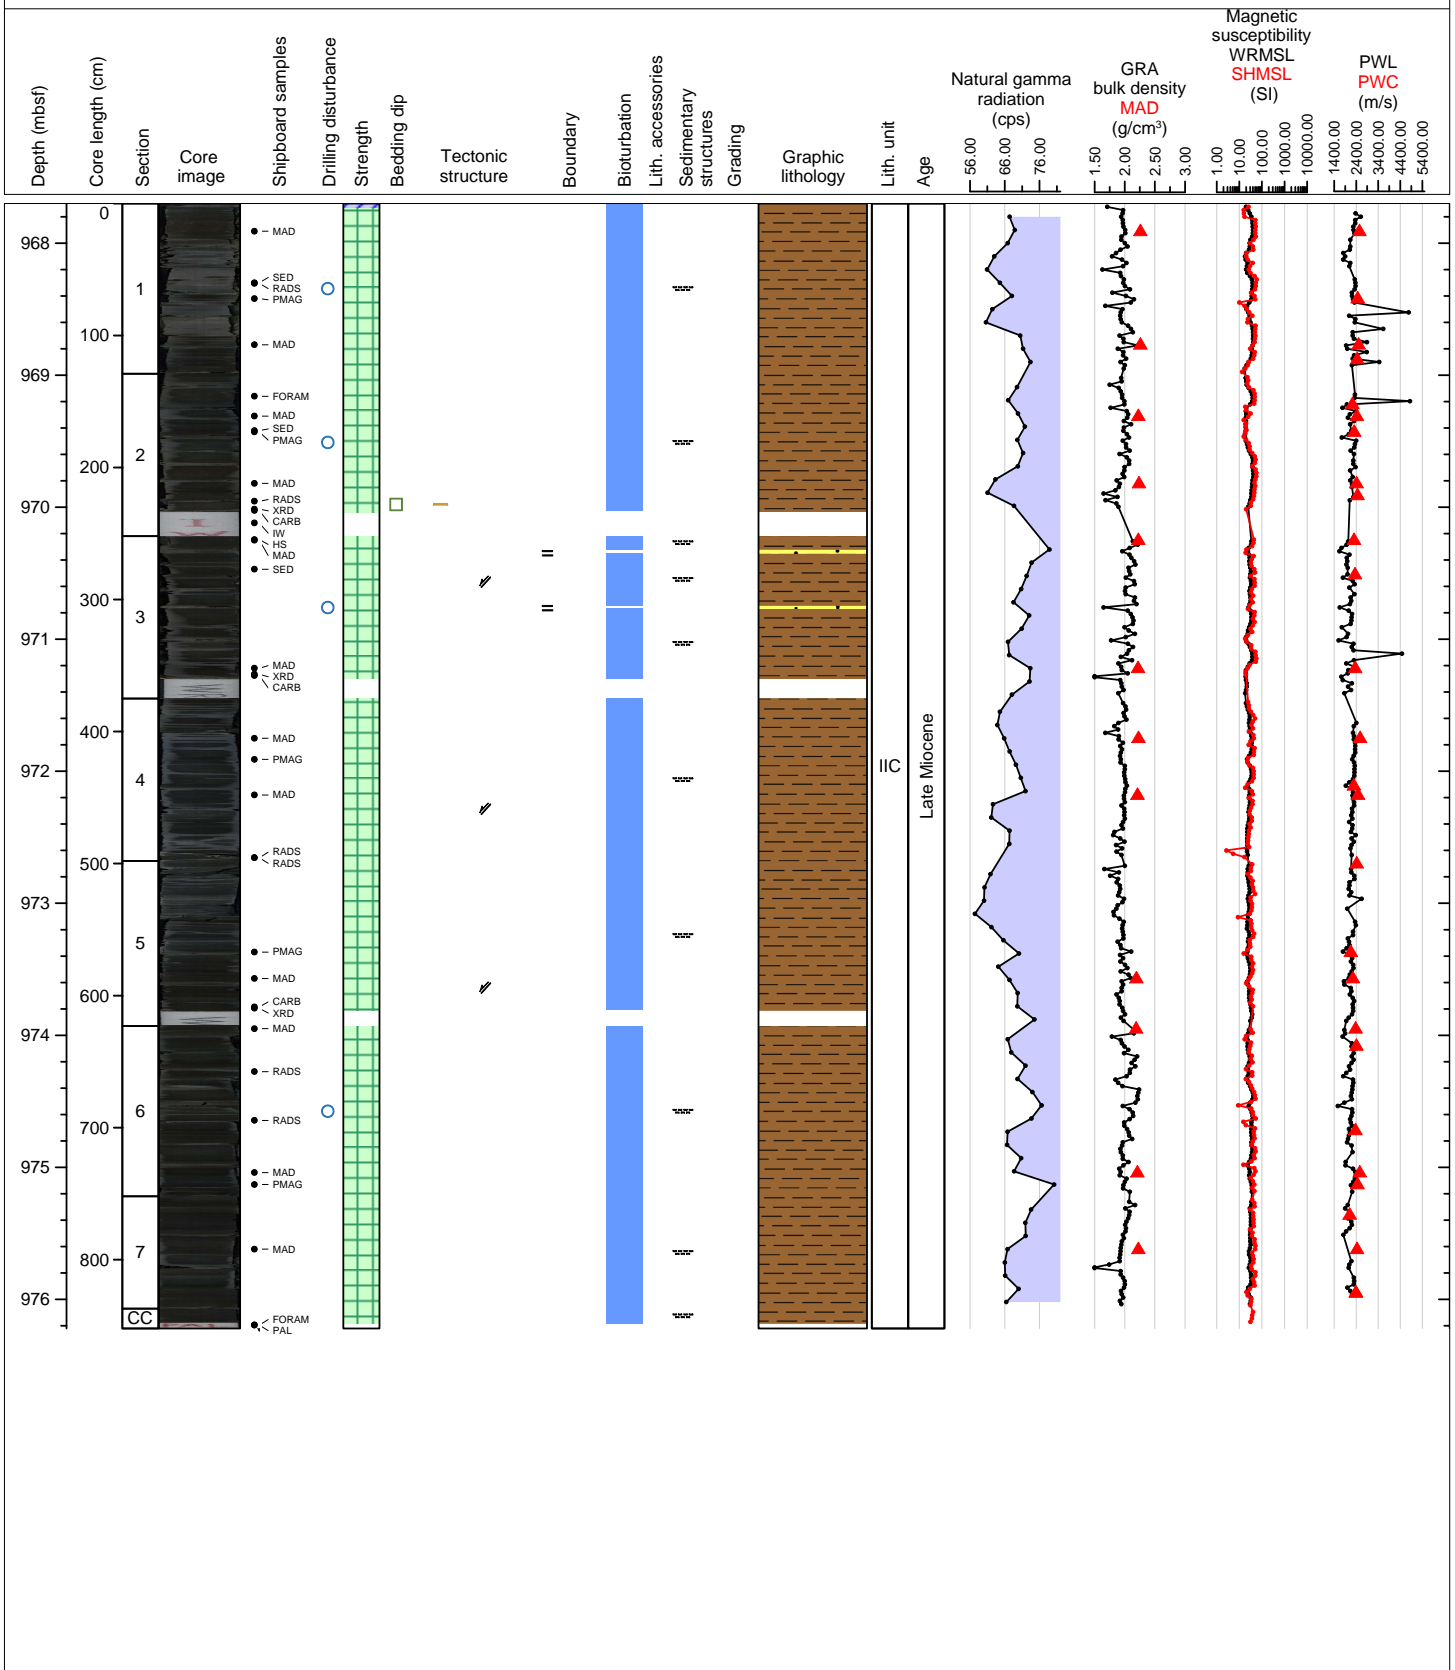 Depth (mbsf)
Core length (cm)
Section
Core
image
Shipboard samples
Drilling disturbance
Strength
Bedding dip
Tectonic
structure
Boundary
Bioturbation
Lith. accessories
Sedimentary
structures
Grading
Graphic
lithology
Lith. unit
Age
Natural gamma
radiation
(cps)
56.00
66.00
76.00
GRA
bulk density
MAD
(g/cm³)
1.50
2.00
2.50
3.00
Magnetic
susceptibility
WRMSL
SHMSL
(SI)
1.00
10.00
100.00
1000.00
10000.00
PWL
PWC
(m/s)
1400.00
2400.00
3400.00
4400.00
5400.00
968
969
970
971
972
973
974
975
976
0
100
200
300
400
500
600
700
800
1
2
3
4
5
6
7
CC
MAD
SED
RADS
PMAG
MAD
FORAM
MAD
SED
PMAG
MAD
RADS
XRD
CARB
IW
HS
MAD
SED
MAD
XRD
CARB
MAD
PMAG
MAD
RADS
RADS
PMAG
MAD
CARB
XRD
MAD
RADS
RADS
MAD
PMAG
MAD
FORAM
PAL
IIC
Late Miocene